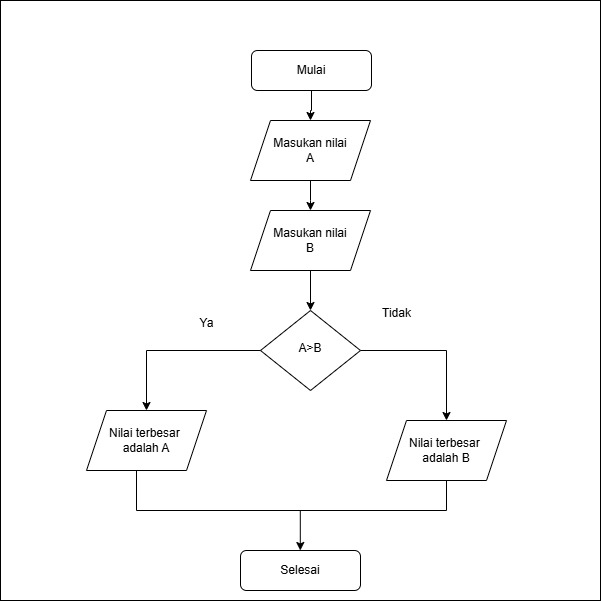 Mulai
Masukan nilai
A
Masukan nilai
B
Ya
Tidak
A>B
Nilai terbesar
adalah A
Nilai terbesar
adalah B
Selesai